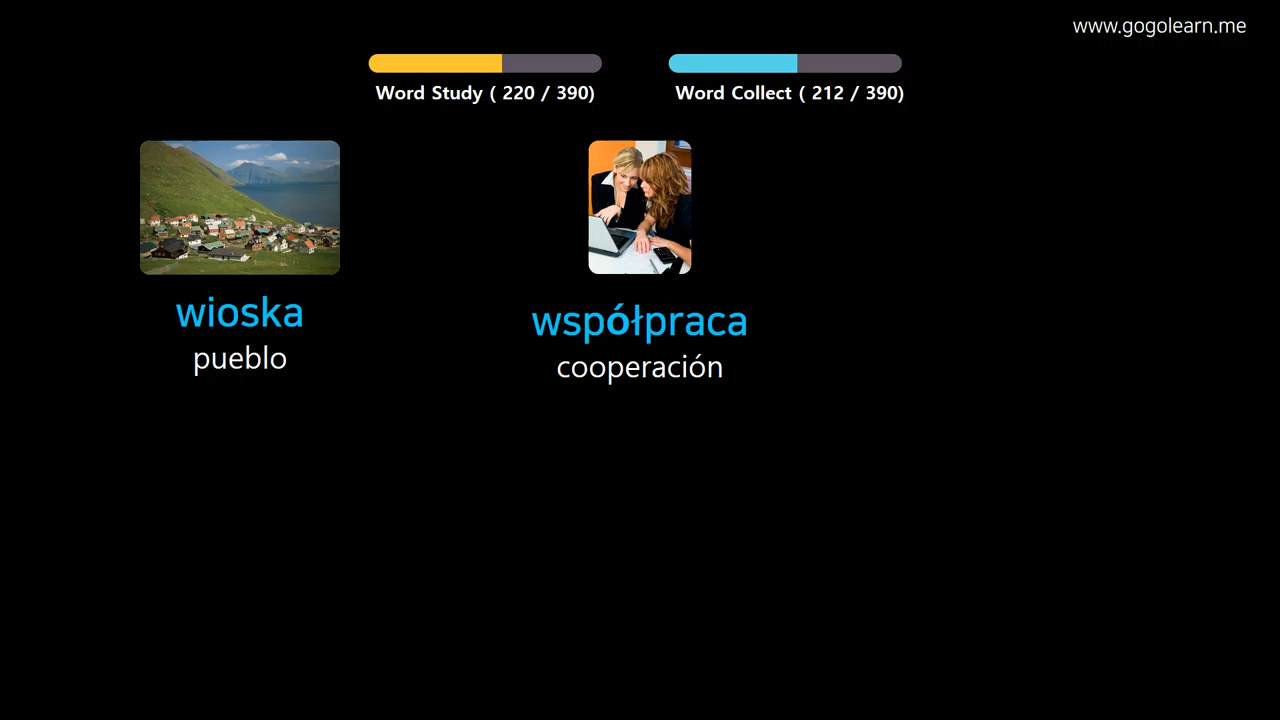 www.gogolearn.me
Word Study ( 220 / 390)
Word Collect ( 212 / 390)
wioska
pueblo
współpraca
cooperación